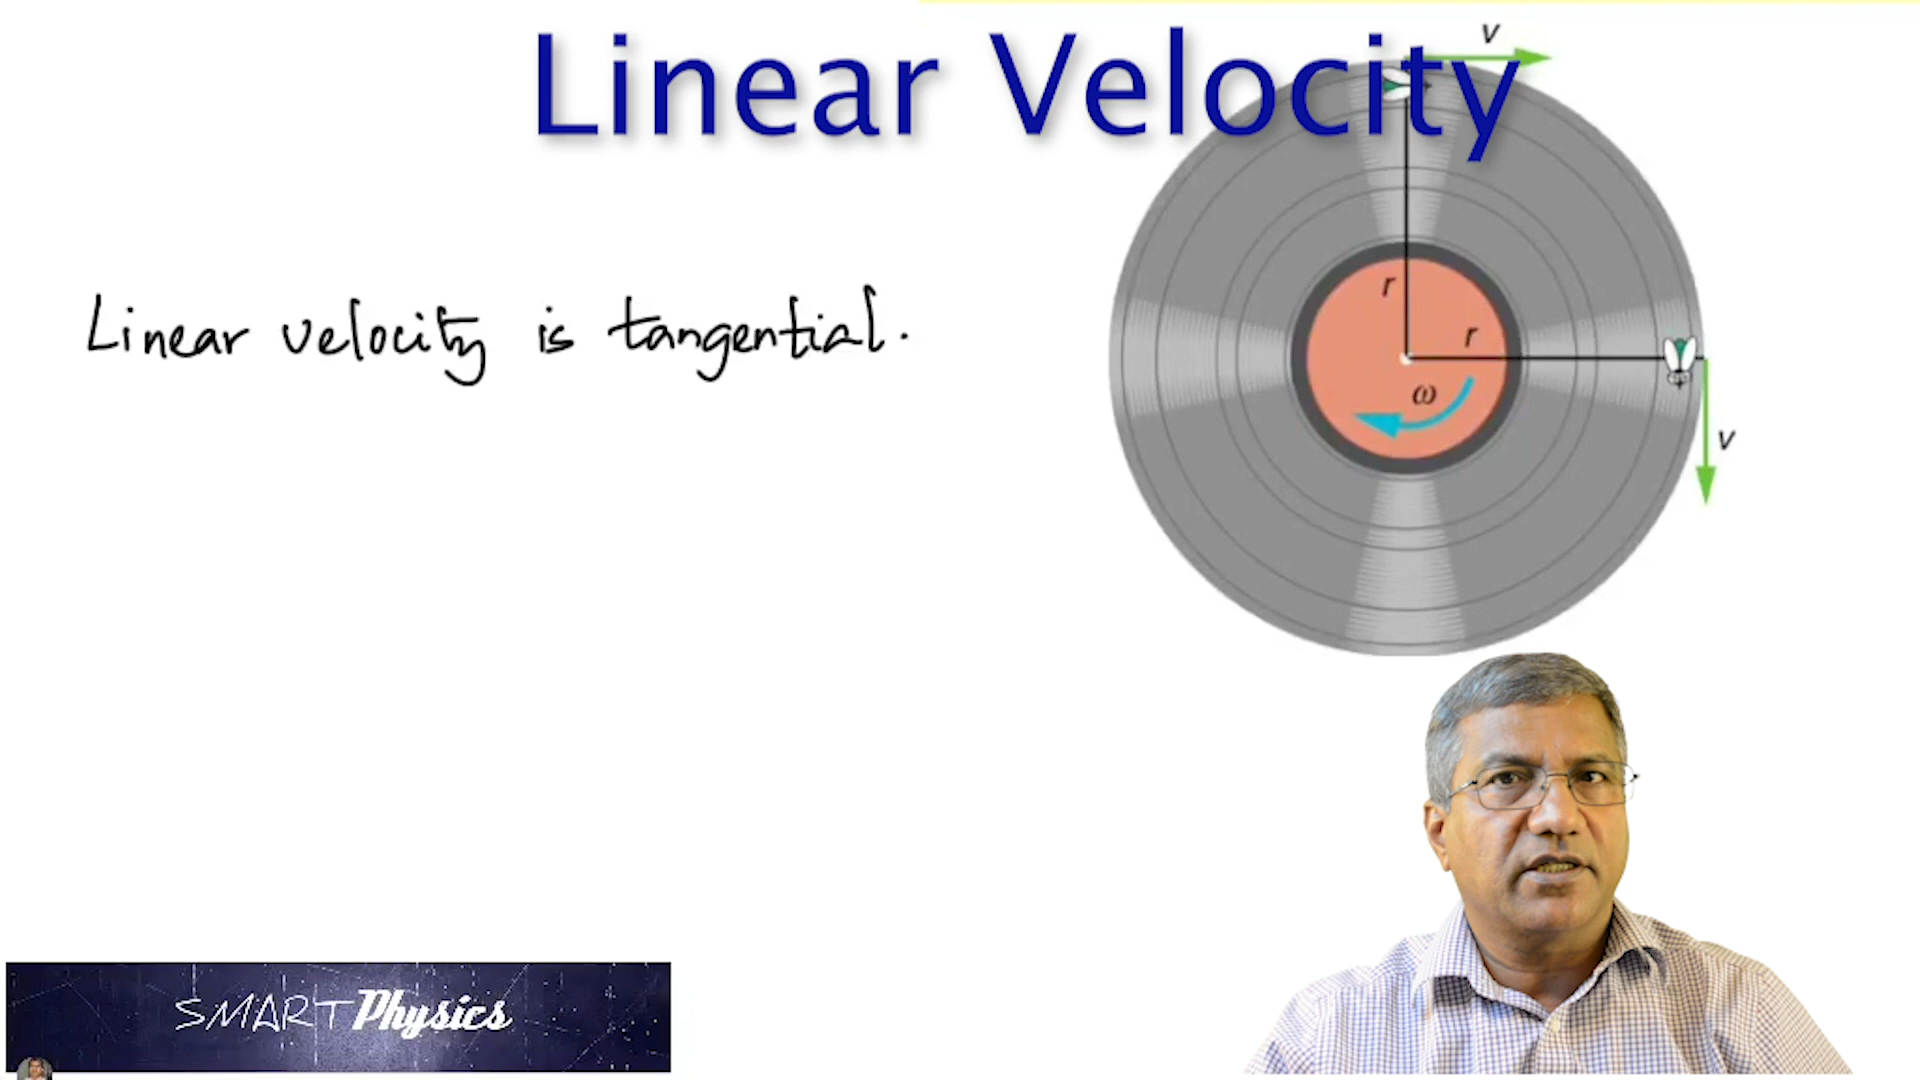 Linear Velocity
v
Linear velocity is tangential.
r
r
ω
v
SMART Physics